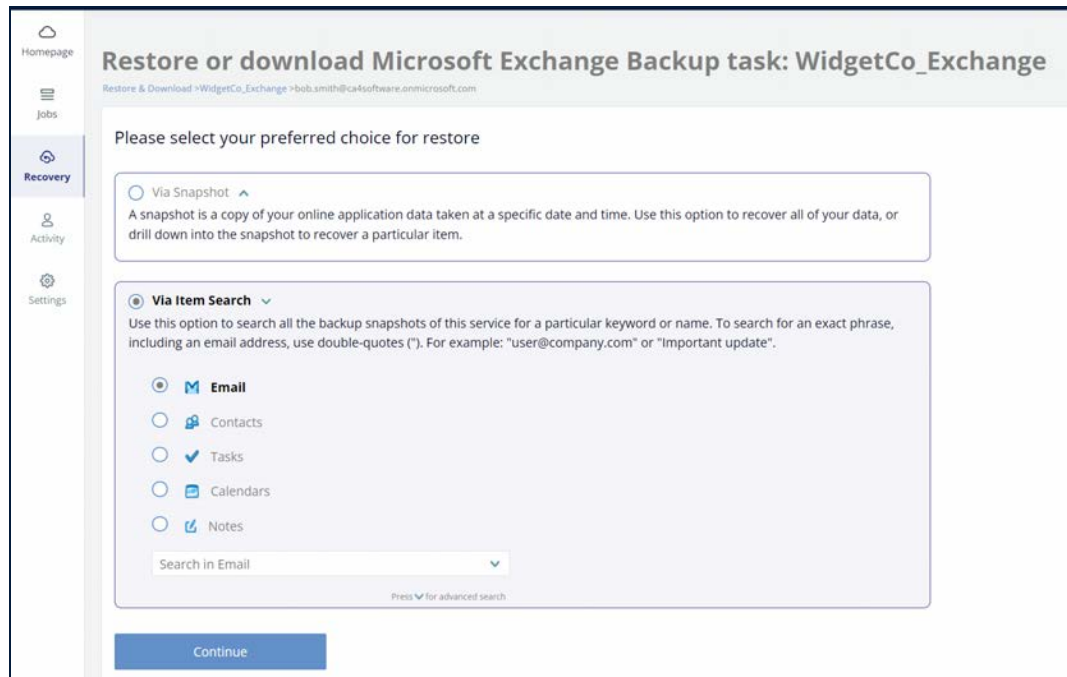 Homepage
Jobs
Recovery
Activity
Settings
Restore or download Microsoft Exchange Backup task: WidgetCo_Exchange
Restore & Download >WidgetCo_Exchange >bob.smith@ca4software.onmicrosoft.com
Please select your preferred choice for restore
Via Snapshot
A snapshot is a copy of your online application data taken at a specific date and time. Use this option to recover all of your data, or
drill down into the snapshot to recover a particular item.
Via Item Search
Use this option to search all the backup snapshots of this service for a particular keyword or name. To search for an exact phrase,
including an email address, use double-quotes ("). For example: "user@company.com" or "Important update".
Email
Contacts
Tasks
Calendars
Notes
Search in Email
Press for advanced search
Continue